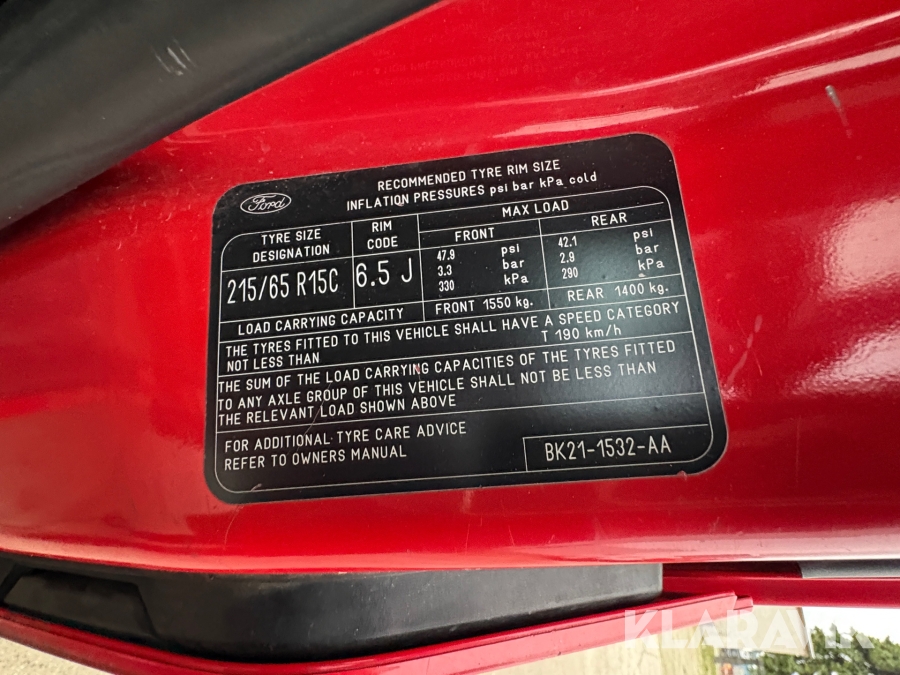 Ford
RECOMMENDED TYRE RIM SIZE
INFLATION PRESSURES psi bar kPa cold
TYRE SIZE DESIGNATION
RIM CODE
MAX LOAD
FRONT
REAR
215/65 R15C
6.5 J
47.9 psi
3.3 bar
330 kPa
42.1 psi
2.9 bar
290 kPa
LOAD CARRYING CAPACITY
FRONT 1550 kg.
REAR 1400 kg.
THE TYRES FITTED TO THIS VEHICLE SHALL HAVE A SPEED CATEGORY
NOT LESS THAN T 190 km/h
THE SUM OF THE LOAD CARRYING CAPACITIES OF THE TYRES FITTED
TO ANY AXLE GROUP OF THIS VEHICLE SHALL NOT BE LESS THAN
THE RELEVANT LOAD SHOWN ABOVE
FOR ADDITIONAL TYRE CARE ADVICE
REFER TO OWNERS MANUAL
BK21-1532-AA